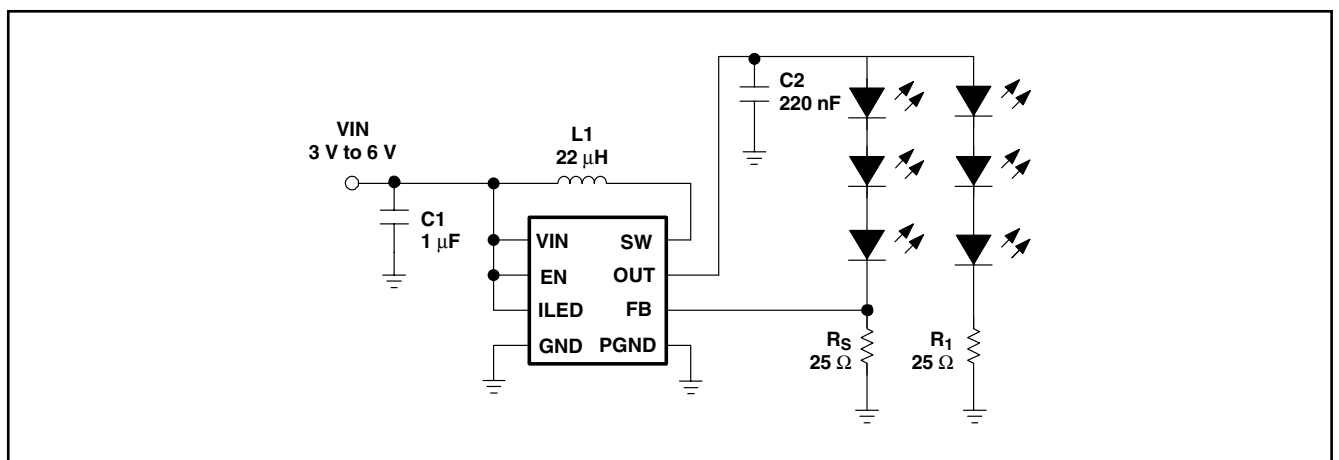 VIN
3 V to 6 V
C1
1 μF
L1
22 μH
VIN
EN
ILED
GND
SW
OUT
FB
PGND
C2
220 nF
RS
25 Ω
R1
25 Ω